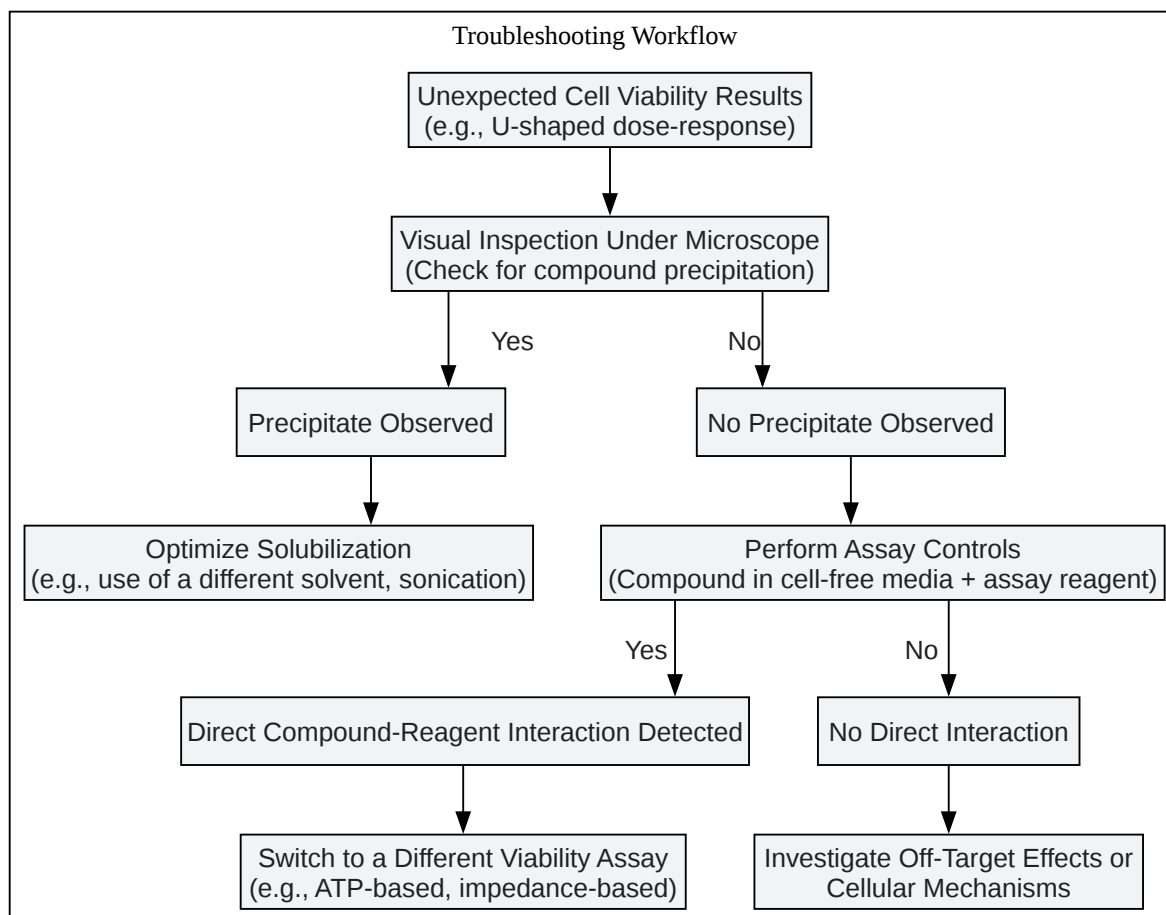 Troubleshooting Workflow
Unexpected Cell Viability Results
(e.g., U-shaped dose-response)
Visual Inspection Under Microscope
(Check for compound precipitation)
Yes
No
Precipitate Observed
No Precipitate Observed
Optimize Solubilization
(e.g., use of a different solvent, sonication)
Perform Assay Controls
(Compound in cell-free media + assay reagent)
Yes
No
Direct Compound-Reagent Interaction Detected
No Direct Interaction
Switch to a Different Viability Assay
(e.g., ATP-based, impedance-based)
Investigate Off-Target Effects or
Cellular Mechanisms